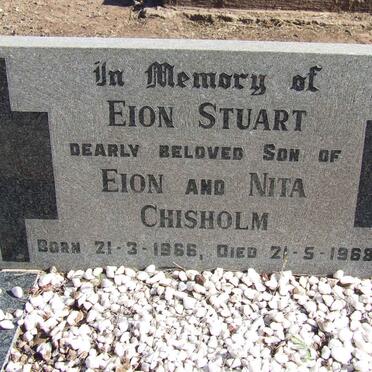 In Memory of
EION STUART
DEARLY BELOVED SON OF
EION AND NITA
CHISHOLM
BORN 21-3-1966, DIED 21-5-1968